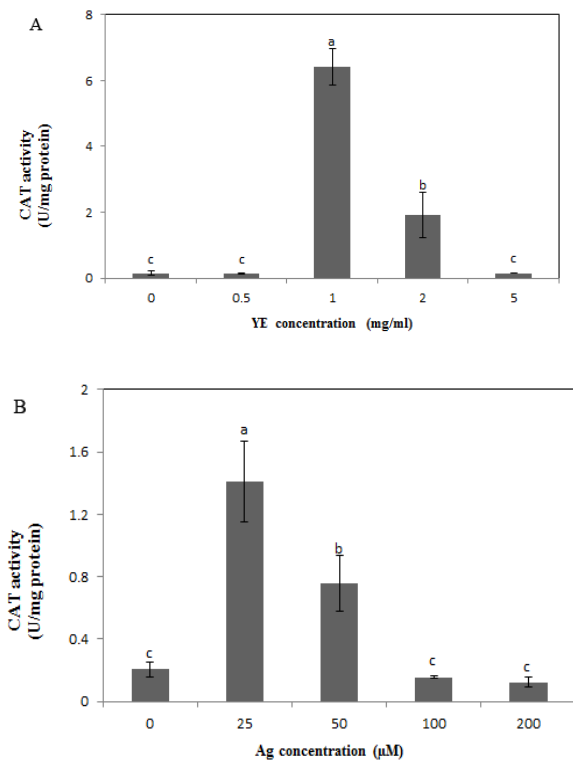 A
8
6
4
2
0
CAT activity
(U/mg protein)
c
c
a
b
c
0 0.5 1 2 5
YE concentration (mg/ml)
B
2
1.6
1.2
0.8
0.4
0
CAT activity
(U/mg protein)
c
a
b
c
c
0 25 50 100 200
Ag concentration (µM)